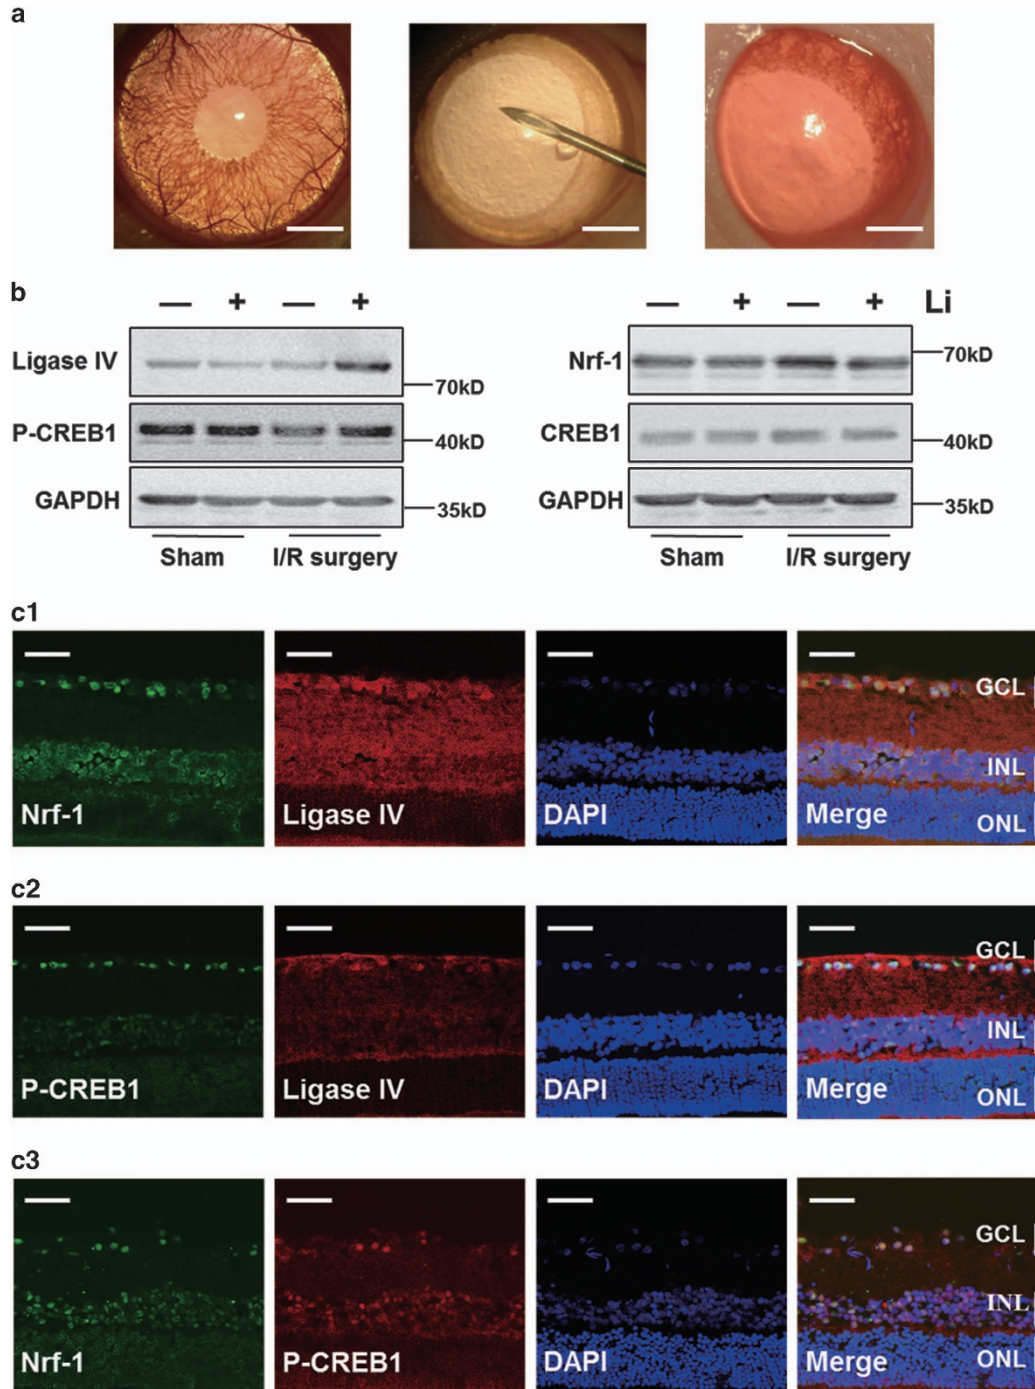 a
b
— + — +
Ligase IV
70kD
P-CREB1
40kD
GAPDH
35kD
Sham I/R surgery
— + — + Li
Nrf-1
70kD
CREB1
40kD
GAPDH
35kD
Sham I/R surgery
c1
Nrf-1
Ligase IV
DAPI
Merge
GCL
INL
ONL
c2
P-CREB1
Ligase IV
DAPI
Merge
GCL
INL
ONL
c3
Nrf-1
P-CREB1
DAPI
Merge
GCL
INL
ONL